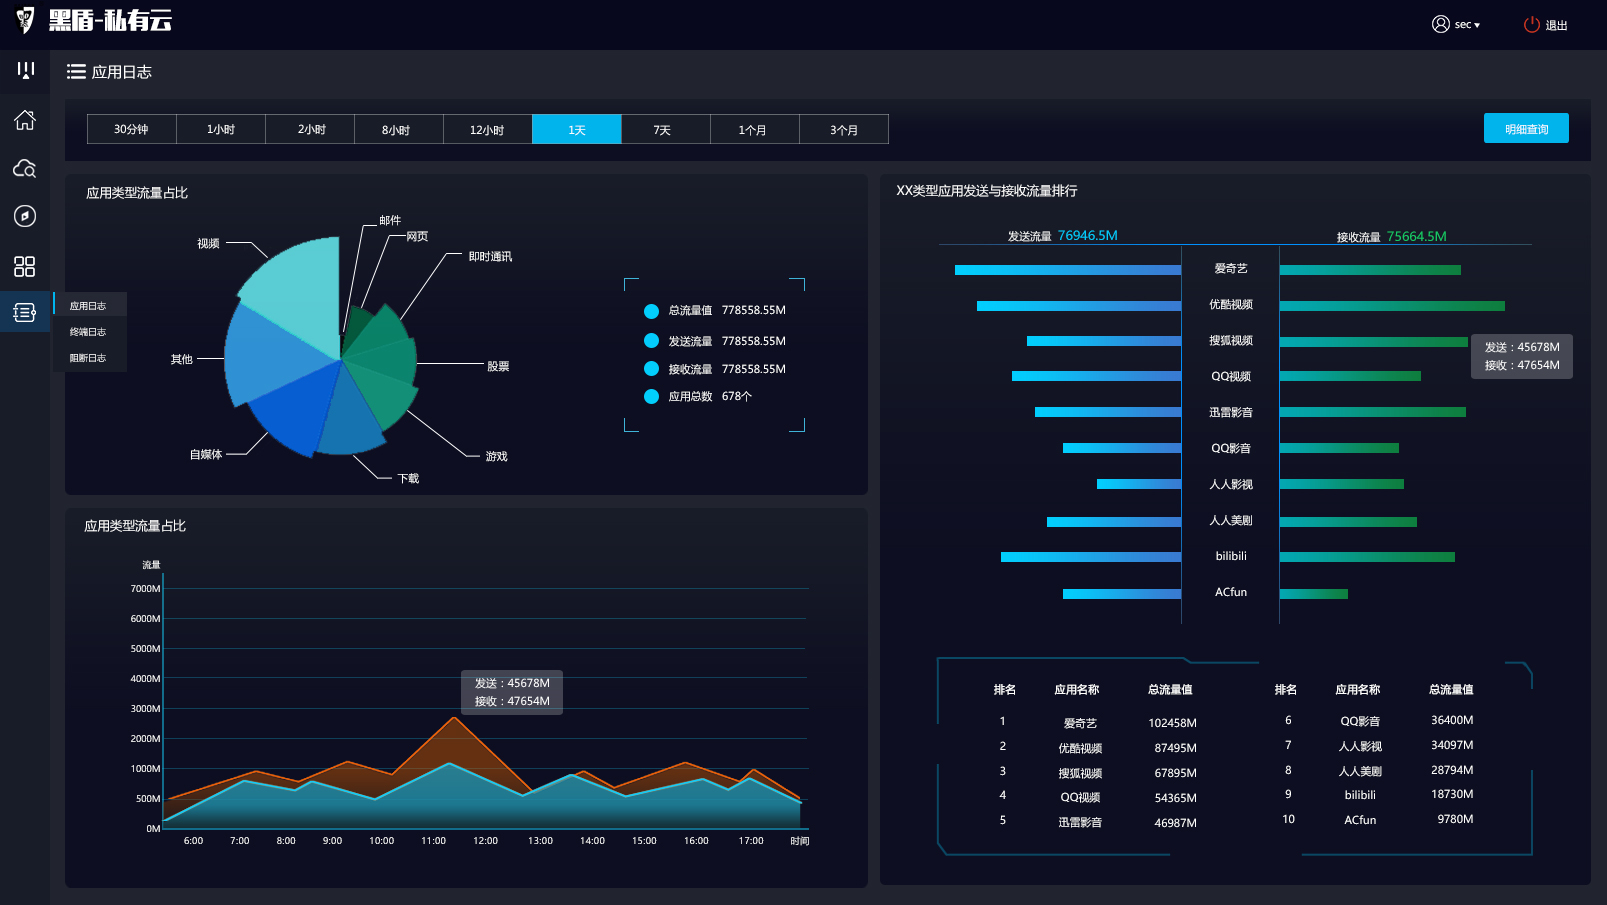 黑盾-私有云
sec
退出
应用日志
30分钟 1小时 2小时 8小时 12小时 1天 7天 1个月 3个月
明细查询
应用日志
终端日志
阻断日志
应用类型流量占比
邮件
网页
视频
即时通讯
其他
股票
自媒体
游戏
下载
总流量值 778558.55M
发送流量 778558.55M
接收流量 778558.55M
应用总数 678个
应用类型流量占比
流量
7000M
6000M
5000M
4000M
3000M
2000M
1000M
500M
0M
发送：45678M
接收：47654M
6:00 7:00 8:00 9:00 10:00 11:00 12:00 13:00 14:00 15:00 16:00 17:00 时间
XX类型应用发送与接收流量排行
发送流量 76946.5M
接收流量 75664.5M
爱奇艺
优酷视频
搜狐视频
发送：45678M
接收：47654M
QQ视频
迅雷影音
QQ影音
人人影视
人人美剧
bilibili
ACfun
排名 应用名称 总流量值 排名 应用名称 总流量值
1 爱奇艺 102458M 6 QQ影音 36400M
2 优酷视频 87495M 7 人人影视 34097M
3 搜狐视频 67895M 8 人人美剧 28794M
4 QQ视频 54365M 9 bilibili 18730M
5 迅雷影音 46987M 10 ACfun 9780M